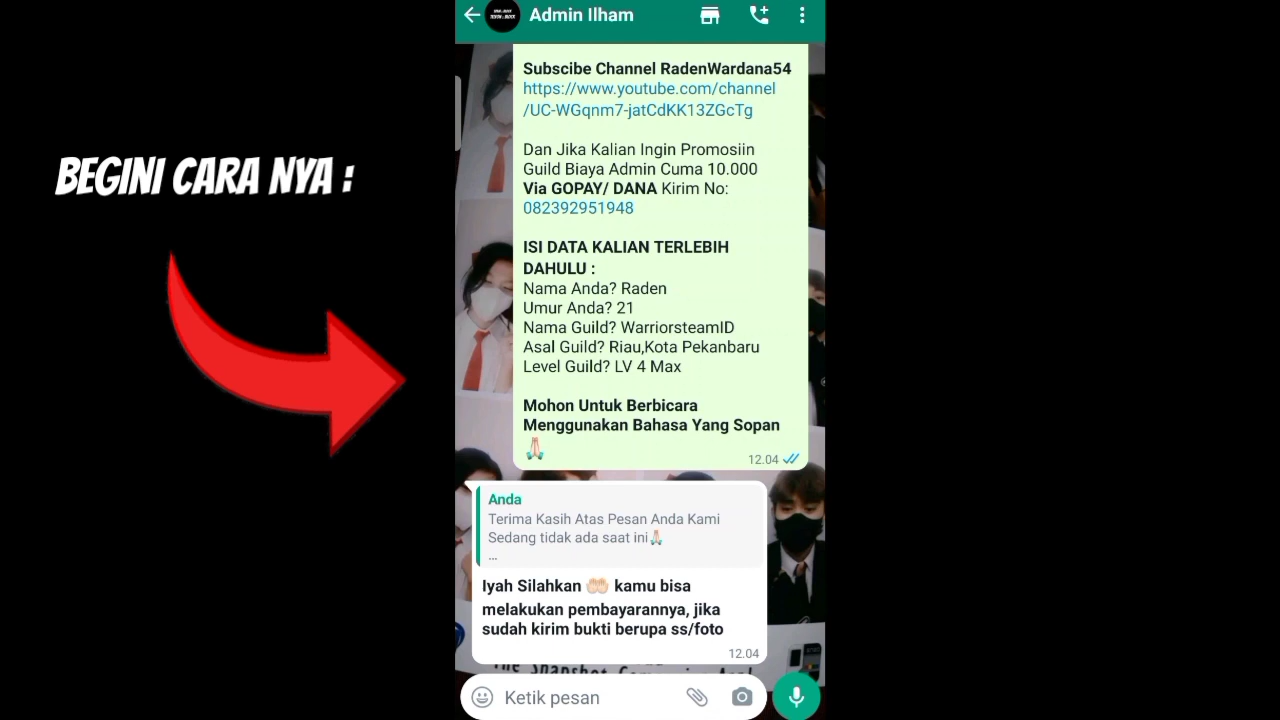 BEGINI CARA NYA :
Admin Ilham
Subscibe Channel RadenWardana54
https://www.youtube.com/channel
/UC-WGqnm7-jatCdKK13ZGcTg
Dan Jika Kalian Ingin Promosiin
Guild Biaya Admin Cuma 10.000
Via GOPAY/ DANA Kirim No:
082392951948
ISI DATA KALIAN TERLEBIH
DAHULU :
Nama Anda? Raden
Umur Anda? 21
Nama Guild? WarriorsteamID
Asal Guild? Riau,Kota Pekanbaru
Level Guild? LV 4 Max
Mohon Untuk Berbicara
Menggunakan Bahasa Yang Sopan
🙏🏻
12.04
Anda
Terima Kasih Atas Pesan Anda Kami
Sedang tidak ada saat ini🙏🏻
...
Iyah Silahkan 🤲🏻 kamu bisa
melakukan pembayarannya, jika
sudah kirim bukti berupa ss/foto
12.04
The Snapshot
Ketik pesan